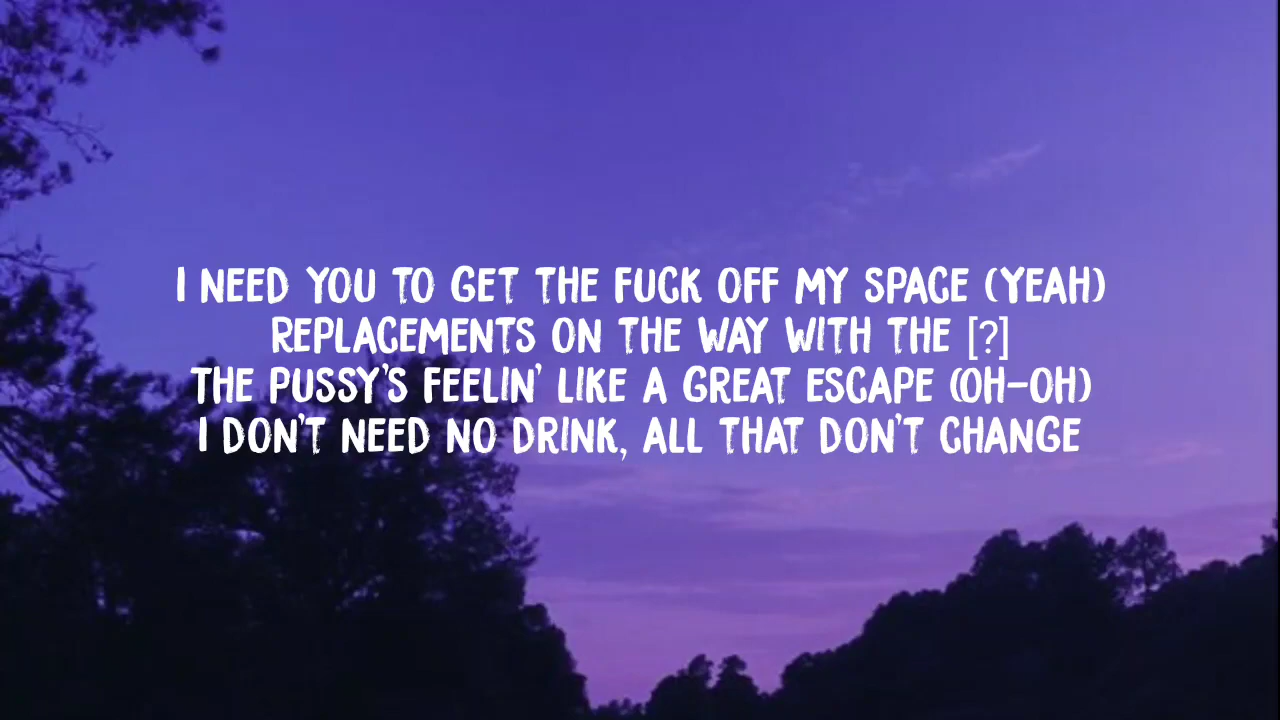 I NEED YOU TO GET THE FUCK OFF MY SPACE (YEAH)
REPLACEMENTS ON THE WAY WITH THE [?]
THE PUSSY'S FEELIN' LIKE A GREAT ESCAPE (OH-OH)
I DON'T NEED NO DRINK, ALL THAT DON'T CHANGE